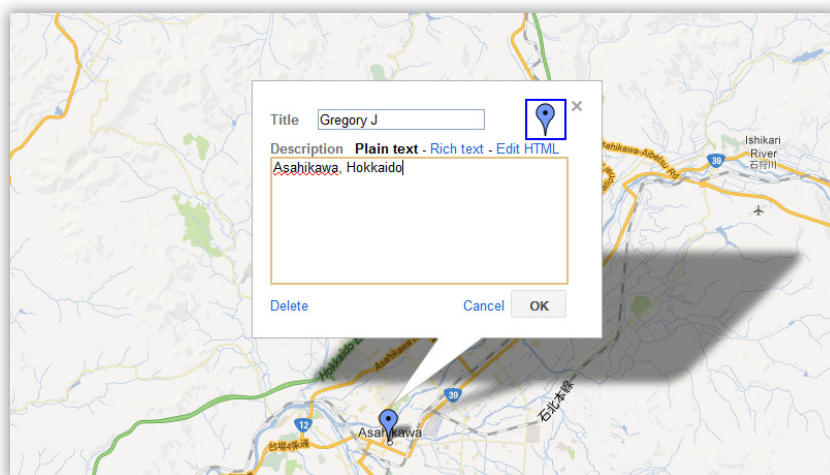 Title Gregory J
Description Plain text - Rich text - Edit HTML
Asahikawa, Hokkaido
Delete Cancel OK
Ishikari
River
石狩川
39
39
12
Asahikawa
石北本線